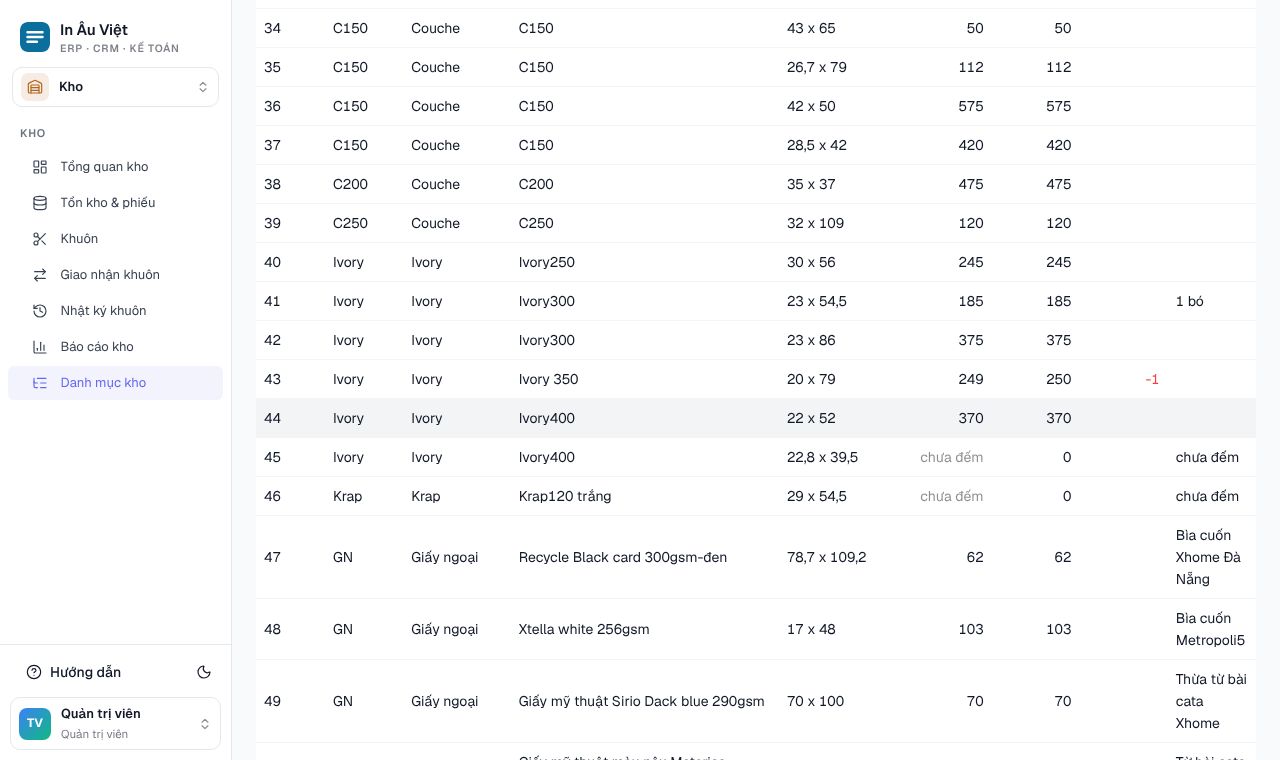 In Âu Việt
ERP · CRM · KẾ TOÁN
Kho
KHO
Tổng quan kho
Tồn kho & phiếu
Khuôn
Giao nhận khuôn
Nhật ký khuôn
Báo cáo kho
Danh mục kho
Hướng dẫn
TV
Quản trị viên
Quản trị viên
34 C150 Couche C150 43 x 65 50 50
35 C150 Couche C150 26,7 x 79 112 112
36 C150 Couche C150 42 x 50 575 575
37 C150 Couche C150 28,5 x 42 420 420
38 C200 Couche C200 35 x 37 475 475
39 C250 Couche C250 32 x 109 120 120
40 Ivory Ivory Ivory250 30 x 56 245 245
41 Ivory Ivory Ivory300 23 x 54,5 185 185 1 bó
42 Ivory Ivory Ivory300 23 x 86 375 375
43 Ivory Ivory Ivory 350 20 x 79 249 250 -1
44 Ivory Ivory Ivory400 22 x 52 370 370
45 Ivory Ivory Ivory400 22,8 x 39,5 chưa đếm 0 chưa đếm
46 Krap Krap Krap120 trắng 29 x 54,5 chưa đếm 0 chưa đếm
47 GN Giấy ngoại Recycle Black card 300gsm-đen 78,7 x 109,2 62 62 Bìa cuốn
Xhome Đà
Nẵng
48 GN Giấy ngoại Xtella white 256gsm 17 x 48 103 103 Bìa cuốn
Metropoli5
49 GN Giấy ngoại Giấy mỹ thuật Sirio Dack blue 290gsm 70 x 100 70 70 Thừa từ bài
cata
Xhome